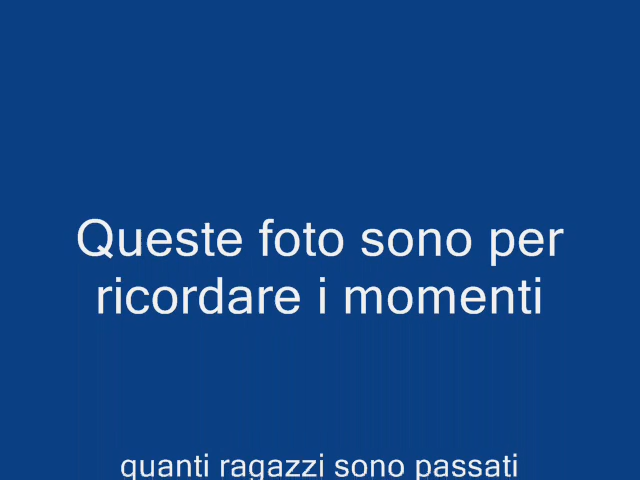 Queste foto sono per
ricordare i momenti
quanti ragazzi sono passati